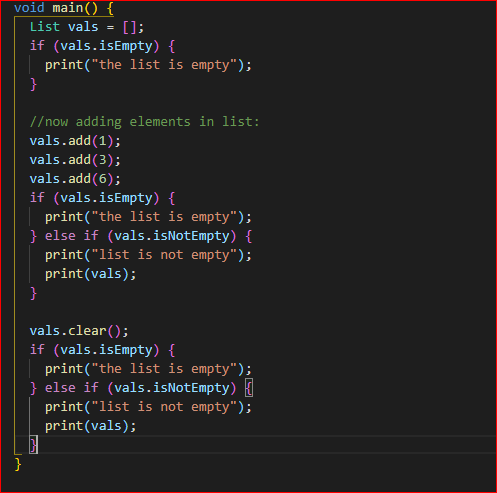 void main() {
  List vals = [];
  if (vals.isEmpty) {
    print("the list is empty");
  }

  //now adding elements in list:
  vals.add(1);
  vals.add(3);
  vals.add(6);
  if (vals.isEmpty) {
    print("the list is empty");
  } else if (vals.isNotEmpty) {
    print("list is not empty");
    print(vals);
  }

  vals.clear();
  if (vals.isEmpty) {
    print("the list is empty");
  } else if (vals.isNotEmpty) {
    print("list is not empty");
    print(vals);
  }
}